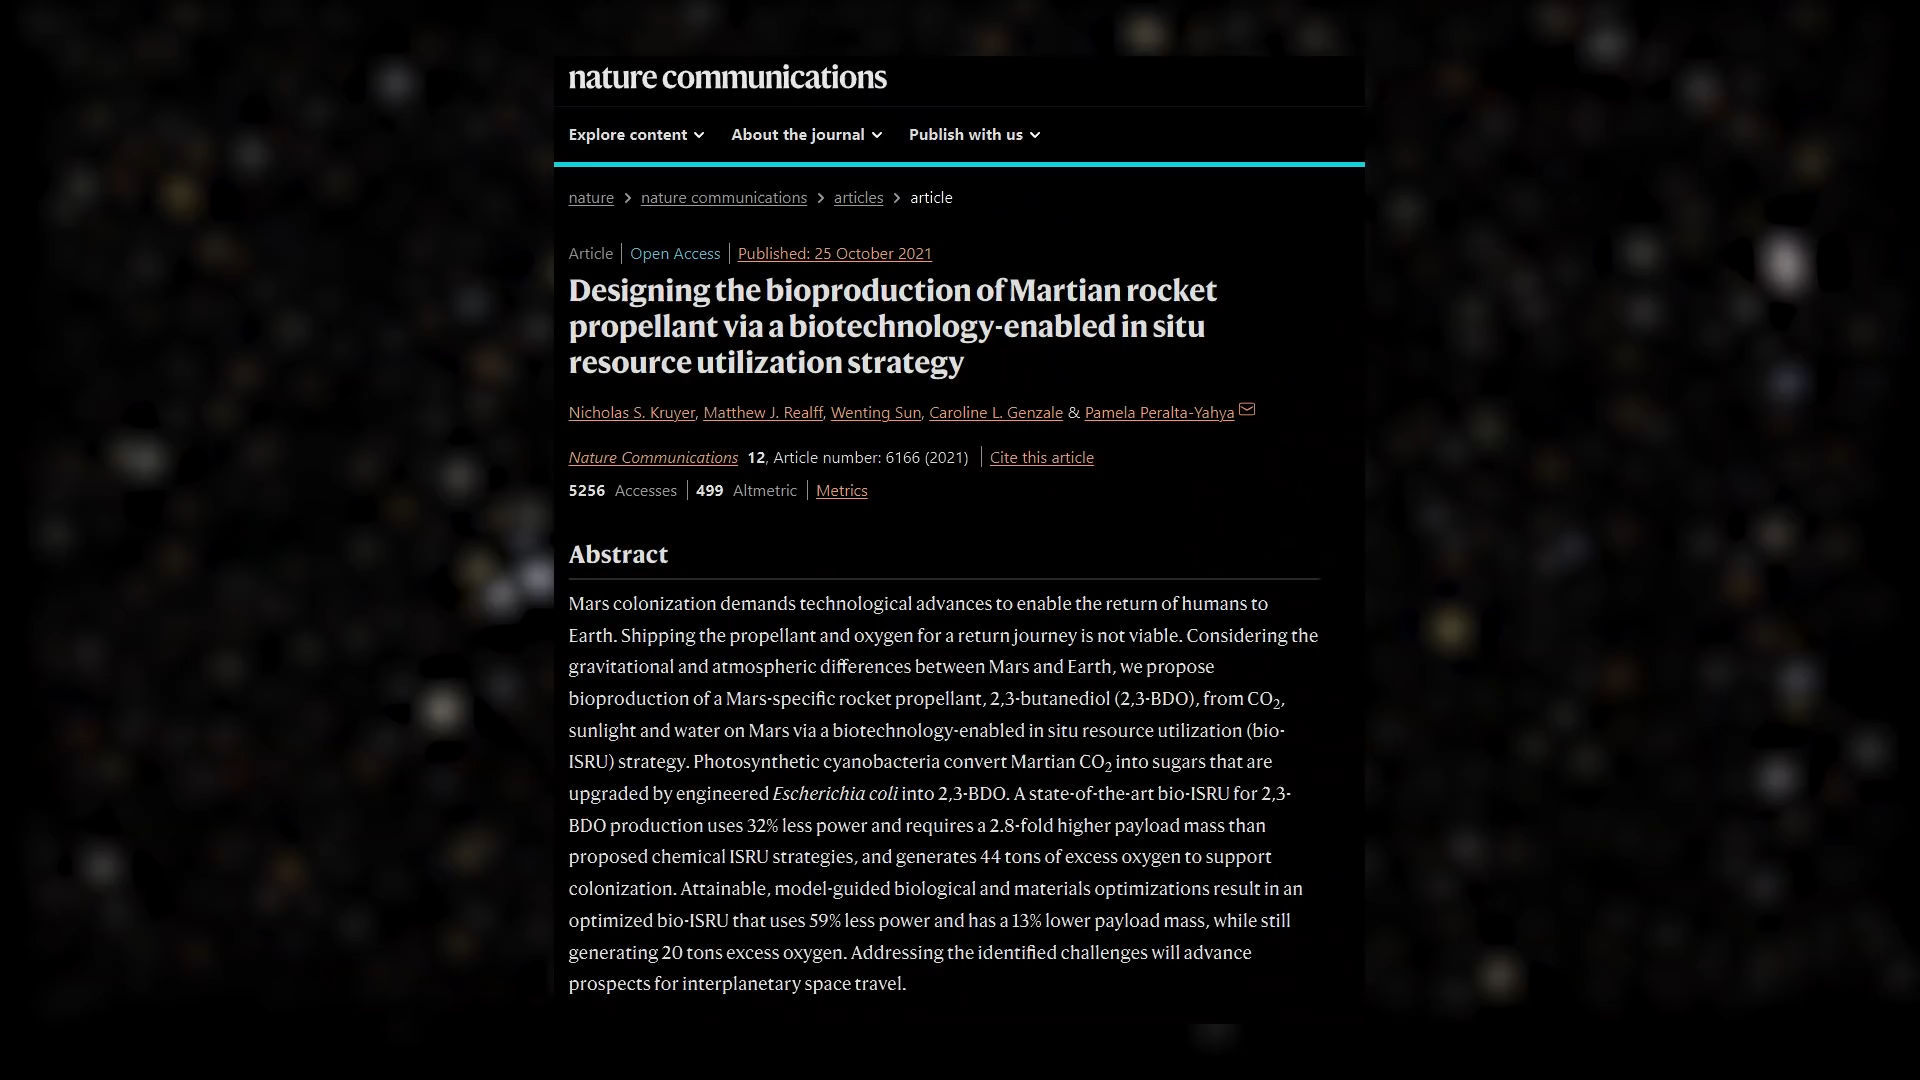 nature communications
Explore content About the journal Publish with us
nature > nature communications > articles > article
Article | Open Access | Published: 25 October 2021
Designing the bioproduction of Martian rocket
propellant via a biotechnology-enabled in situ
resource utilization strategy
Nicholas S. Kruyer, Matthew J. Realff, Wenting Sun, Caroline L. Genzale & Pamela Peralta-Yahya
Nature Communications 12, Article number: 6166 (2021) | Cite this article
5256 Accesses | 499 Altmetric | Metrics
Abstract
Mars colonization demands technological advances to enable the return of humans to
Earth. Shipping the propellant and oxygen for a return journey is not viable. Considering the
gravitational and atmospheric differences between Mars and Earth, we propose
bioproduction of a Mars-specific rocket propellant, 2,3-butanediol (2,3-BDO), from CO₂,
sunlight and water on Mars via a biotechnology-enabled in situ resource utilization (bio-
ISRU) strategy. Photosynthetic cyanobacteria convert Martian CO₂ into sugars that are
upgraded by engineered Escherichia coli into 2,3-BDO. A state-of-the-art bio-ISRU for 2,3-
BDO production uses 32% less power and requires a 2.8-fold higher payload mass than
proposed chemical ISRU strategies, and generates 44 tons of excess oxygen to support
colonization. Attainable, model-guided biological and materials optimizations result in an
optimized bio-ISRU that uses 59% less power and has a 13% lower payload mass, while still
generating 20 tons excess oxygen. Addressing the identified challenges will advance
prospects for interplanetary space travel.